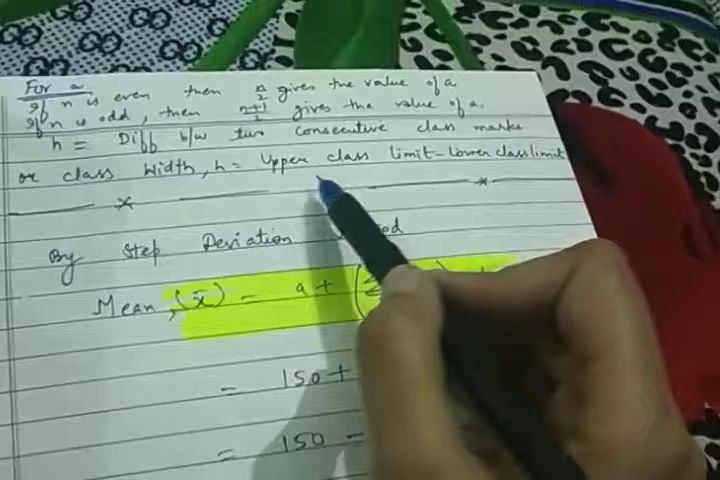 For a
If n is even then n/2 gives the value of a
If n is odd, then n+1/2 gives the value of a.
h = Diff b/w two consecutive class marks
or class width, h = Upper class limit - Lower class limit
By Step Deviation
Mean, (x̄) = a + (Σ
= 150 +
= 150 -